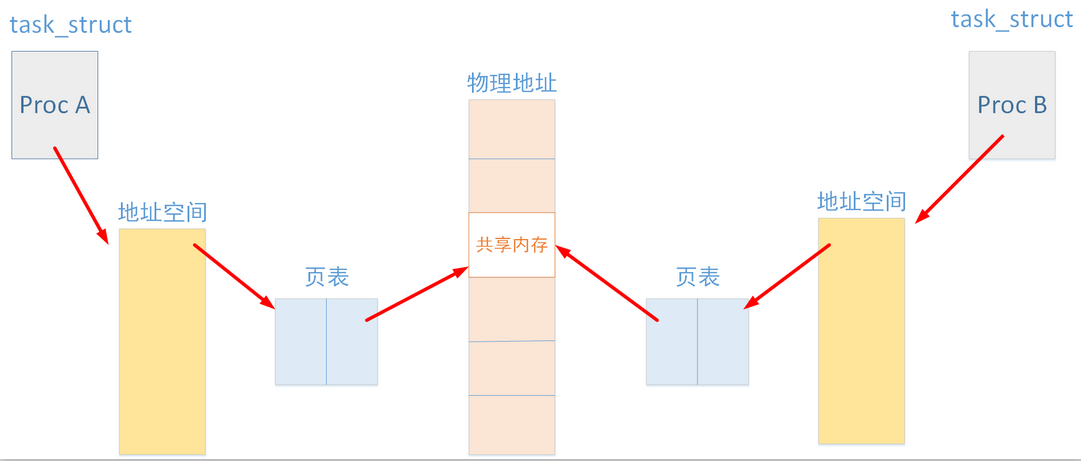 task_struct
task_struct
Proc A
Proc B
物理地址
地址空间
地址空间
共享内存
页表
页表